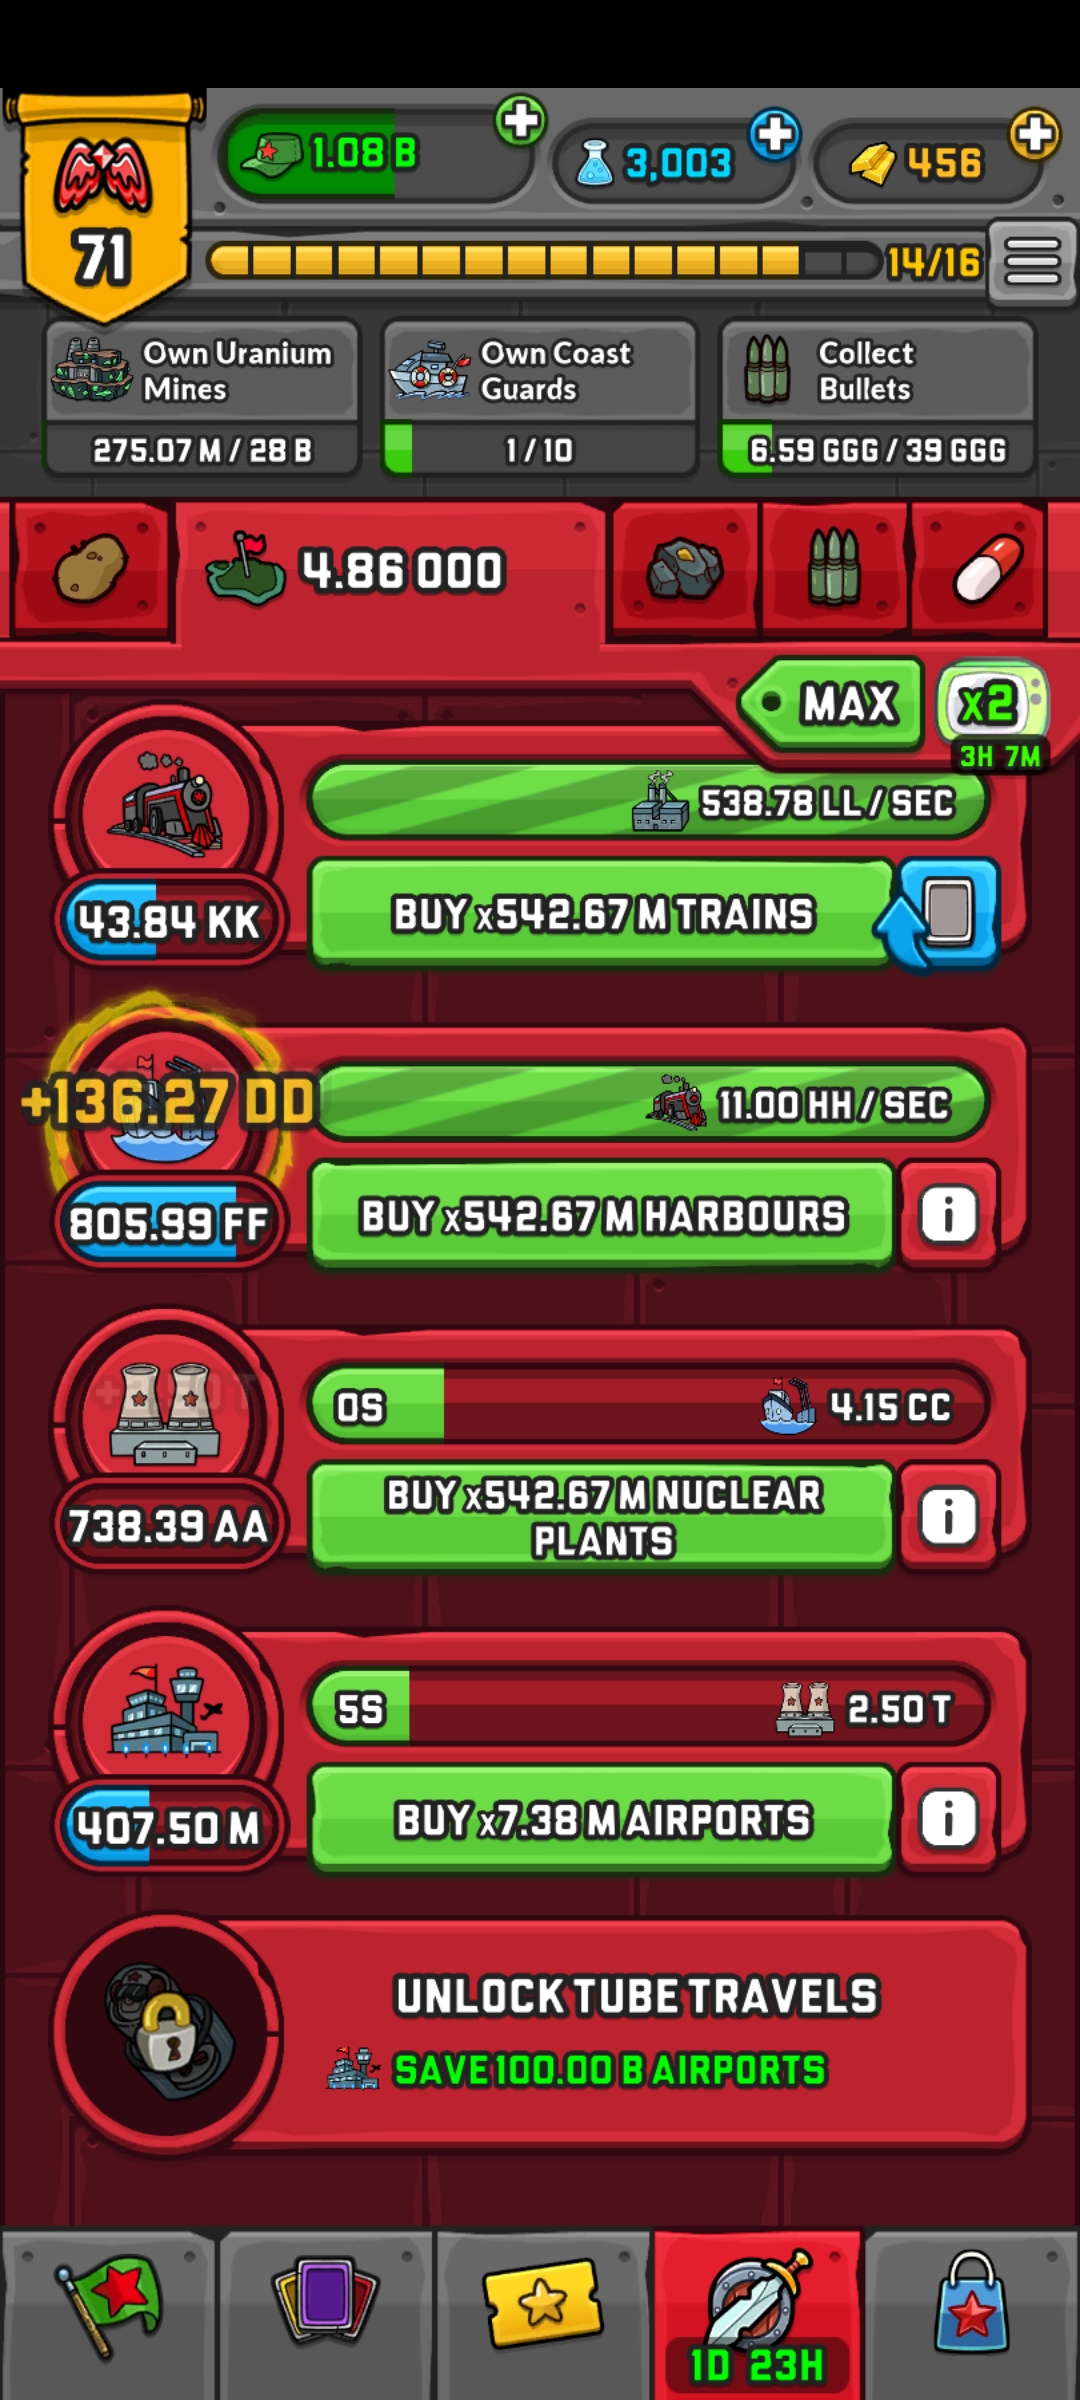 71
1.08 B
3,003
456
14/16
Own Uranium
Mines
275.07 M / 28 B
Own Coast
Guards
1 / 10
Collect
Bullets
6.59 GGG / 39 GGG
4.86 OOO
MAX
x2
3H 7M
538.78 LL / SEC
43.84 KK
BUY x542.67 M TRAINS
+136.27 DD
11.00 HH / SEC
805.99 FF
BUY x542.67 M HARBOURS
i
0S
4.15 CC
738.39 AA
BUY x542.67 M NUCLEAR
PLANTS
i
5S
2.50 T
407.50 M
BUY x7.38 M AIRPORTS
i
UNLOCK TUBE TRAVELS
SAVE 100.00 B AIRPORTS
1D 23H